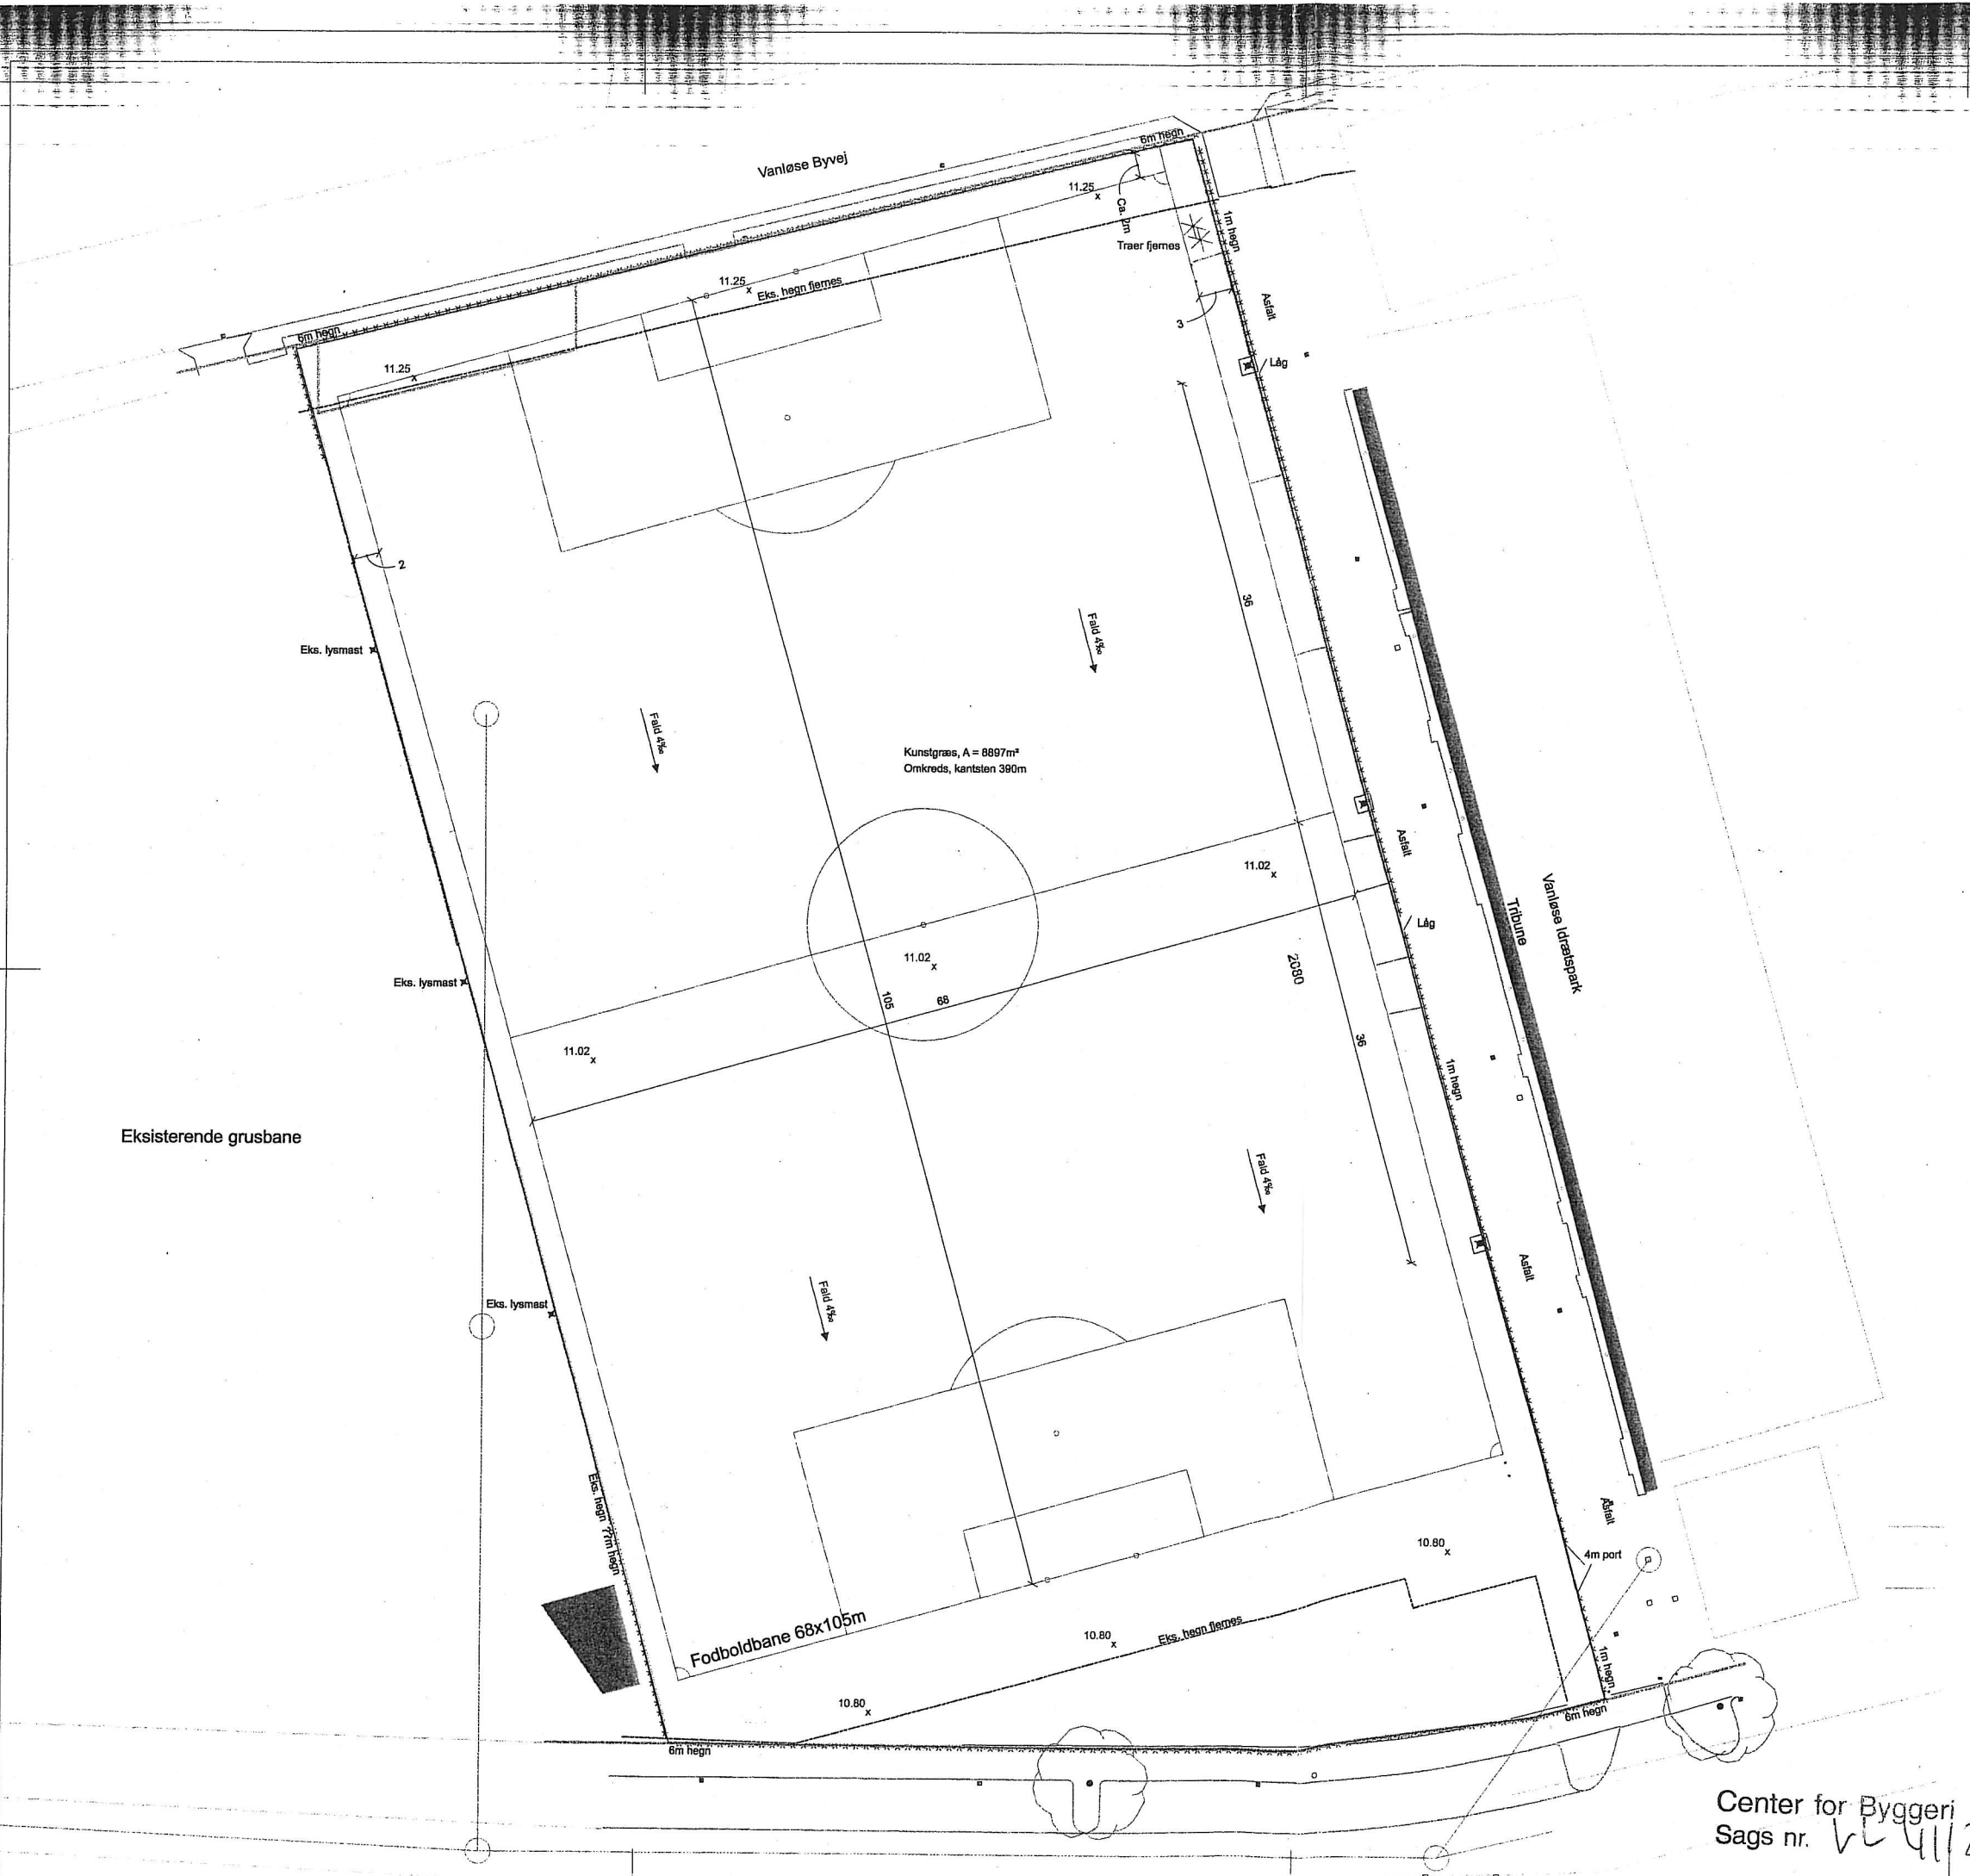 Vanløse Byvej
6m hegn
11.25
Ca. 2m
1m hegn
Træer fjernes
11.25
Eks. hegn fjernes
6m hegn
3
Asfalt
Låg
11.25
2
36
Fald 4‰
Eks. lysmast
Fald 4‰
Kunstgræs, A = 8897m²
Omkreds, kantsten 390m
Asfalt
11.02
Låg
Tribune
Vanløse Idrætspark
11.02
2080
Eks. lysmast
105
68
36
11.02
1m hegn
Eksisterende grusbane
Fald 4‰
Asfalt
Fald 4‰
Eks. lysmast
Eks. hegn ??m hegn
Asfalt
10.80
4m port
Fodboldbane 68x105m
10.80
Eks. hegn fjernes
1m hegn
10.80
6m hegn
6m hegn
Center for Byggeri
Sags nr.